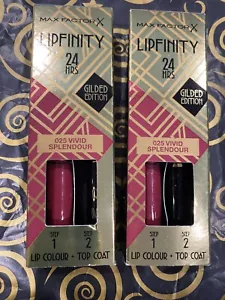 MAX FACTOR X
LIPFINITY
24
HRS
GILDED
EDITION
025 VIVID
SPLENDOUR
STEP
1
STEP
2
LIP COLOUR • TOP COAT
MAX FACTOR X
LIPFINITY
24
HRS
GILDED
EDITION
025 VIVID
SPLENDOUR
STEP
1
STEP
2
LIP COLOUR • TOP COAT